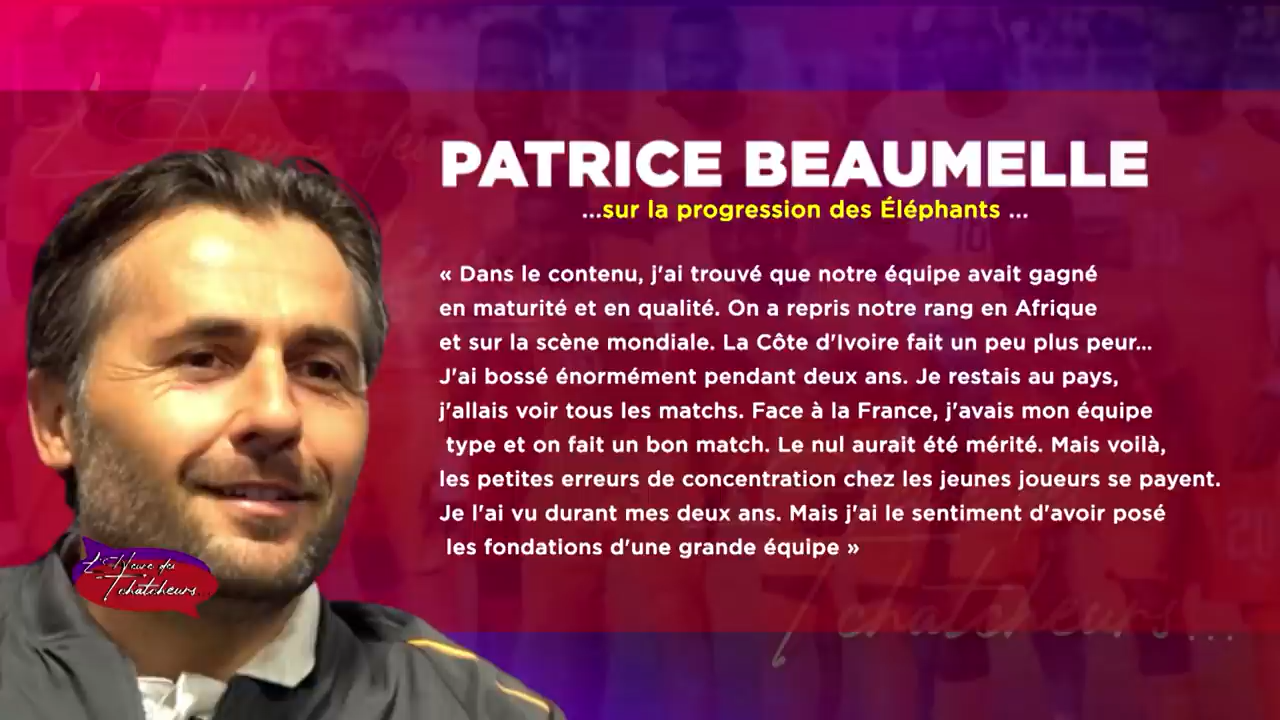 PATRICE BEAUMELLE
...sur la progression des Éléphants ...
« Dans le contenu, j'ai trouvé que notre équipe avait gagné
en maturité et en qualité. On a repris notre rang en Afrique
et sur la scène mondiale. La Côte d'Ivoire fait un peu plus peur...
J'ai bossé énormément pendant deux ans. Je restais au pays,
j'allais voir tous les matchs. Face à la France, j'avais mon équipe
type et on fait un bon match. Le nul aurait été mérité. Mais voilà,
les petites erreurs de concentration chez les jeunes joueurs se payent.
Je l'ai vu durant mes deux ans. Mais j'ai le sentiment d'avoir posé
les fondations d'une grande équipe »
L'Heure des
Tchatcheurs...
Tchatcheurs...